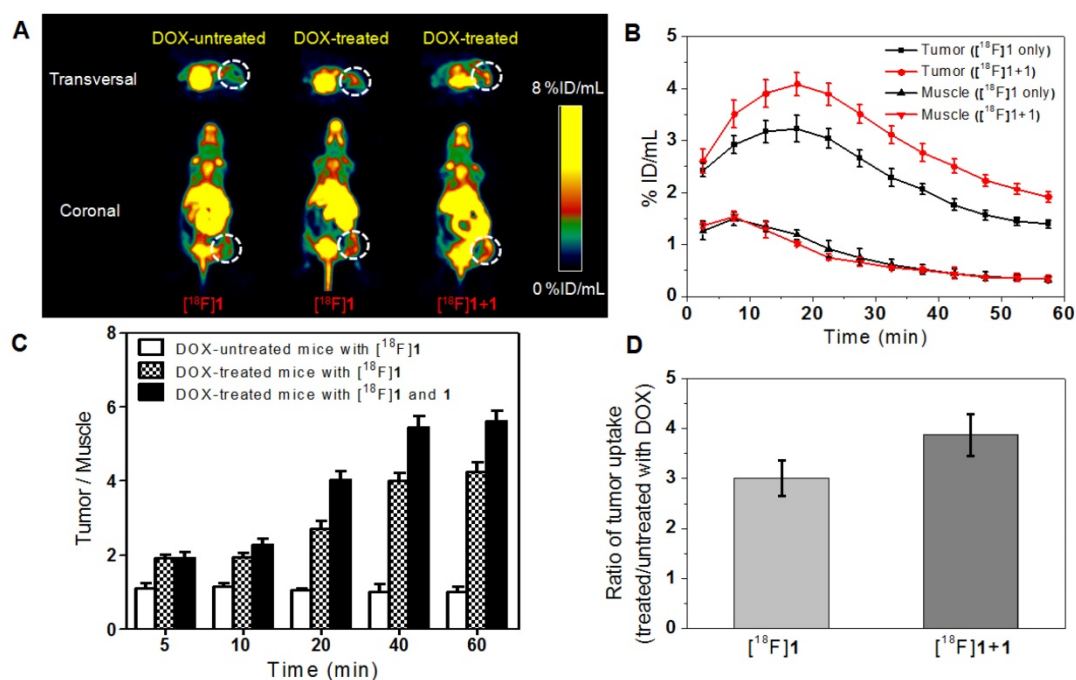 A
DOX-untreated DOX-treated DOX-treated
Transversal
8 %ID/mL
Coronal
0 %ID/mL
[¹⁸F]1 [¹⁸F]1 [¹⁸F]1+1
B
Tumor ([¹⁸F]1 only)
Tumor ([¹⁸F]1+1)
Muscle ([¹⁸F]1 only)
Muscle ([¹⁸F]1+1)
% ID/mL
5
4
3
2
1
0
0 10 20 30 40 50 60
Time (min)
C
DOX-untreated mice with [¹⁸F]1
DOX-treated mice with [¹⁸F]1
DOX-treated mice with [¹⁸F]1 and 1
Tumor / Muscle
8
6
4
2
0
5 10 20 40 60
Time (min)
D
Ratio of tumor uptake
(treated/untreated with DOX)
5
4
3
2
1
0
[¹⁸F]1 [¹⁸F]1+1